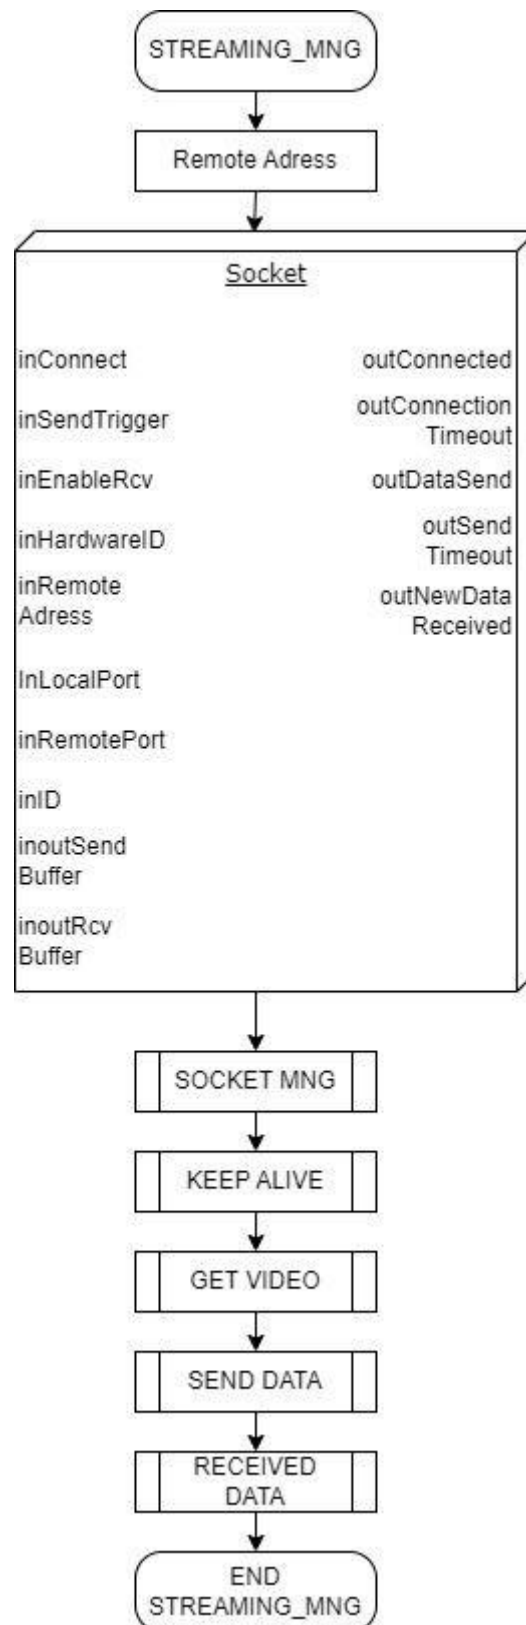 STREAMING_MNG
Remote Adress
Socket
inConnect
inSendTrigger
inEnableRcv
inHardwareID
inRemote
Adress
InLocalPort
inRemotePort
inID
inoutSend
Buffer
inoutRcv
Buffer
outConnected
outConnection
Timeout
outDataSend
outSend
Timeout
outNewData
Received
SOCKET MNG
KEEP ALIVE
GET VIDEO
SEND DATA
RECEIVED
DATA
END
STREAMING_MNG